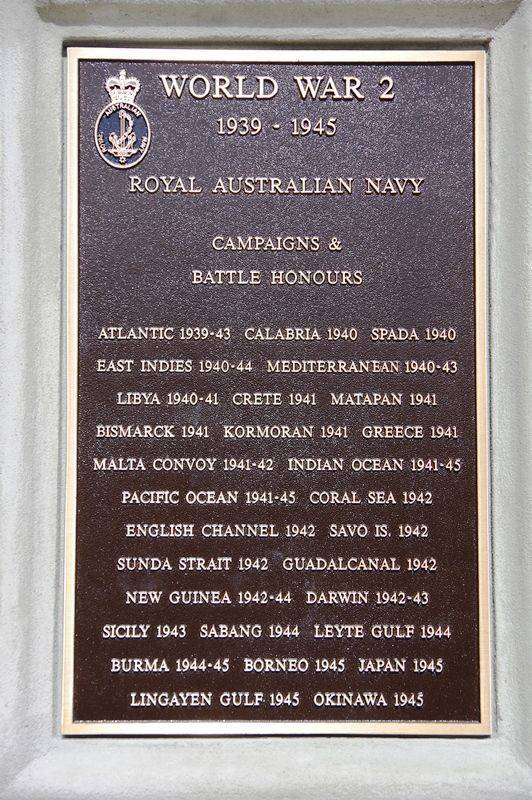 WORLD WAR 2
1939 - 1945
ROYAL AUSTRALIAN NAVY
ROYAL AUSTRALIAN NAVY
CAMPAIGNS &
BATTLE HONOURS
ATLANTIC 1939-43 CALABRIA 1940 SPADA 1940
EAST INDIES 1940-44 MEDITERRANEAN 1940-43
LIBYA 1940-41 CRETE 1941 MATAPAN 1941
BISMARCK 1941 KORMORAN 1941 GREECE 1941
MALTA CONVOY 1941-42 INDIAN OCEAN 1941-45
PACIFIC OCEAN 1941-45 CORAL SEA 1942
ENGLISH CHANNEL 1942 SAVO IS. 1942
SUNDA STRAIT 1942 GUADALCANAL 1942
NEW GUINEA 1942-44 DARWIN 1942-43
SICILY 1943 SABANG 1944 LEYTE GULF 1944
BURMA 1944-45 BORNEO 1945 JAPAN 1945
LINGAYEN GULF 1945 OKINAWA 1945